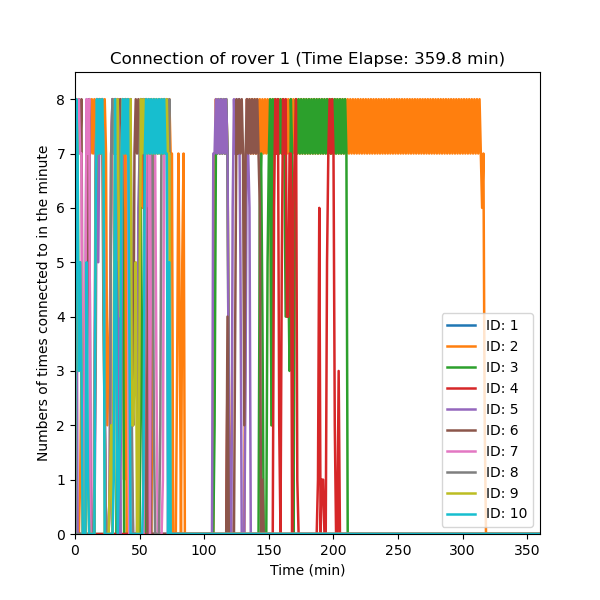 Connection of rover 1 (Time Elapse: 359.8 min)
Numbers of times connected to in the minute
8
7
6
5
4
3
2
1
0
ID: 1
ID: 2
ID: 3
ID: 4
ID: 5
ID: 6
ID: 7
ID: 8
ID: 9
ID: 10
0 50 100 150 200 250 300 350
Time (min)